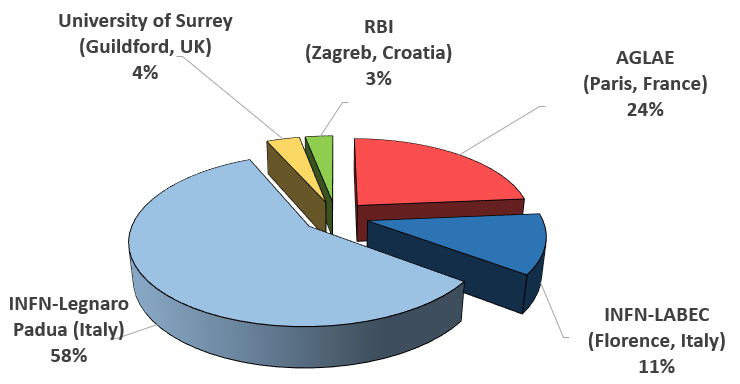 University of Surrey
(Guildford, UK)
4%
RBI
(Zagreb, Croatia)
3%
AGLAE
(Paris, France)
24%
INFN-Legnaro
Padua (Italy)
58%
INFN-LABEC
(Florence, Italy)
11%